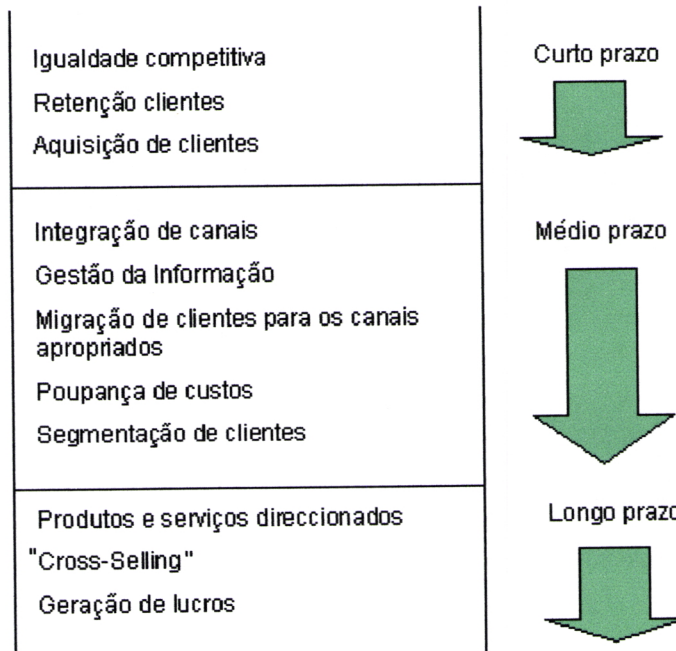 Igualdade competitiva
Retenção clientes
Aquisição de clientes
Curto prazo
Integração de canais
Gestão da Informação
Migração de clientes para os canais
apropriados
Poupança de custos
Segmentação de clientes
Médio prazo
Produtos e serviços direccionados
"Cross-Selling"
Geração de lucros
Longo prazo